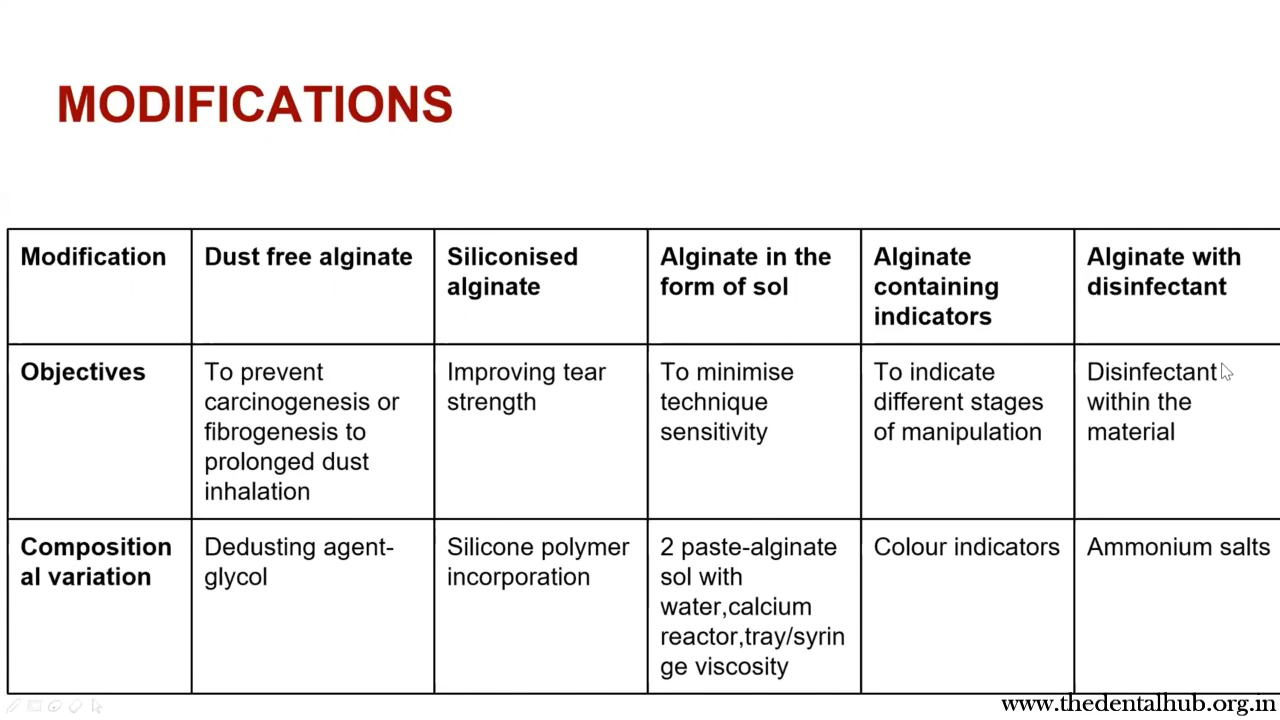 MODIFICATIONS
Modification
Dust free alginate
Siliconised
alginate
Alginate in the
form of sol
Alginate
containing
indicators
Alginate with
disinfectant
Objectives
To prevent
carcinogenesis or
fibrogenesis to
prolonged dust
inhalation
Improving tear
strength
To minimise
technique
sensitivity
To indicate
different stages
of manipulation
Disinfectant
within the
material
Composition
al variation
Dedusting agent-
glycol
Silicone polymer
incorporation
2 paste-alginate
sol with
water,calcium
reactor,tray/syrin
ge viscosity
Colour indicators
Ammonium salts
www.thedentalhub.org.in